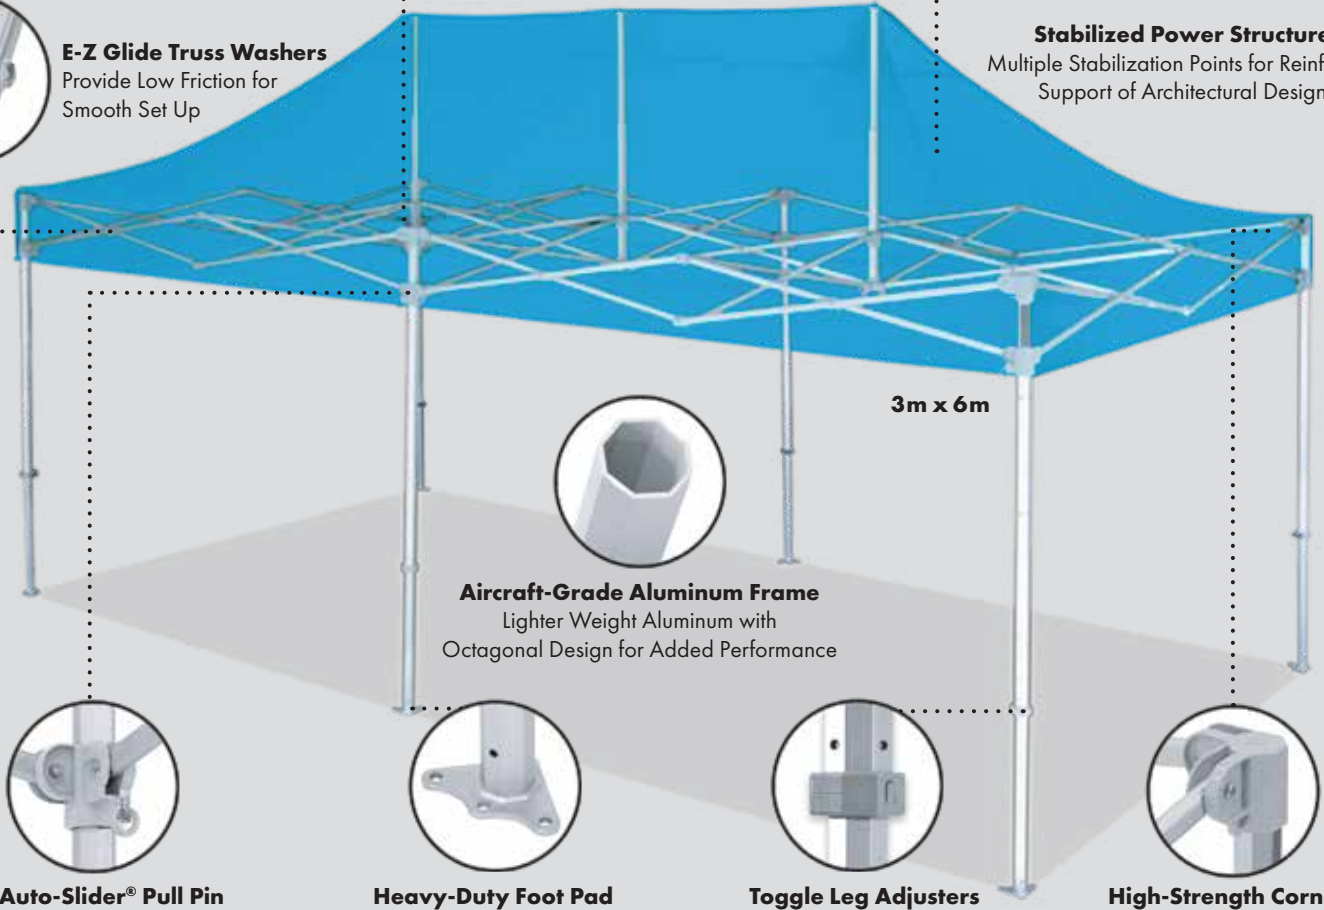 E-Z Glide Truss Washers
Provide Low Friction for
Smooth Set Up
Stabilized Power Structure
Multiple Stabilization Points for Reinf
Support of Architectural Design
3m x 6m
Aircraft-Grade Aluminum Frame
Lighter Weight Aluminum with
Octagonal Design for Added Performance
Auto-Slider® Pull Pin
Heavy-Duty Foot Pad
Toggle Leg Adjusters
High-Strength Corn